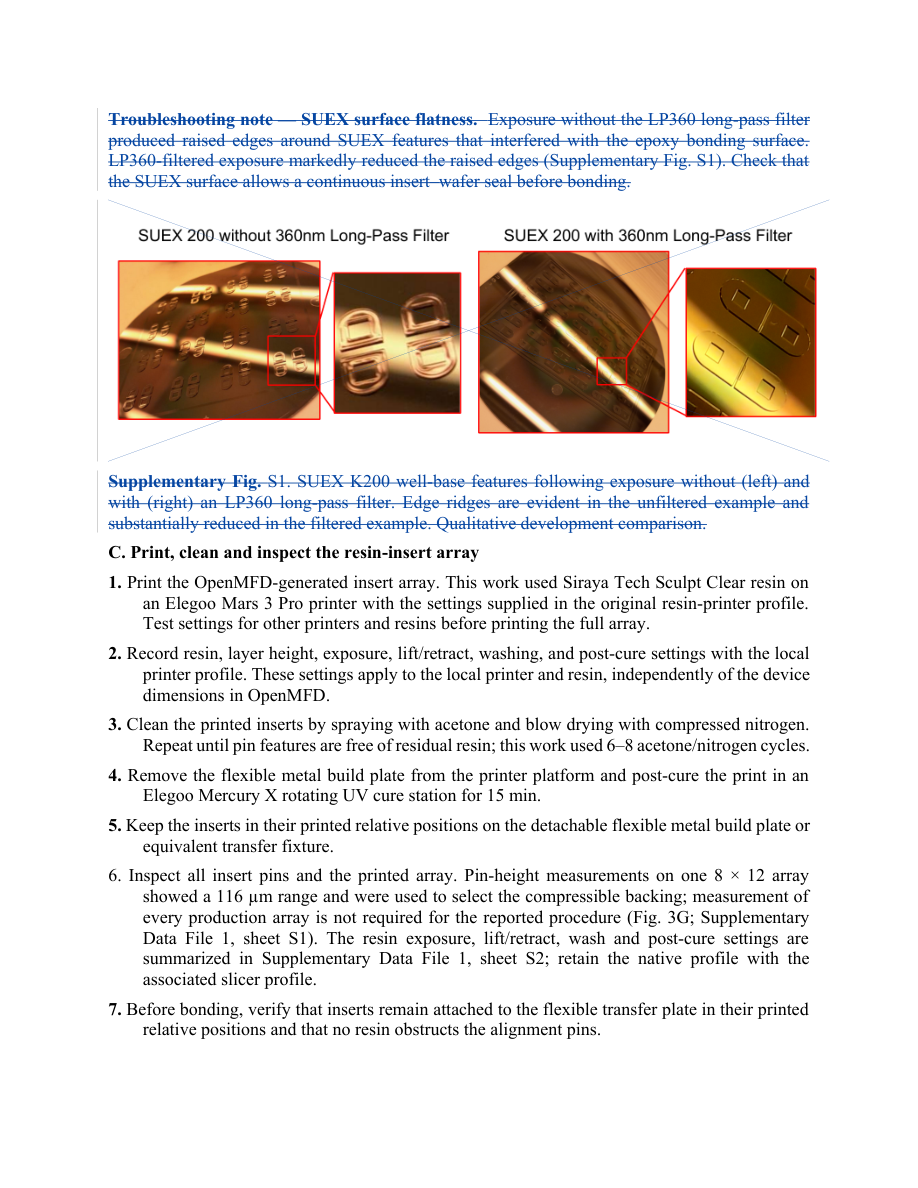 Troubleshooting note — SUEX surface flatness. Exposure without the LP360 long-pass filter
produced raised edges around SUEX features that interfered with the epoxy bonding surface.
LP360-filtered exposure markedly reduced the raised edges (Supplementary Fig. S1). Check that
the SUEX surface allows a continuous insert–wafer seal before bonding.
SUEX 200 without 360nm Long-Pass Filter
SUEX 200 with 360nm Long-Pass Filter
Supplementary Fig. S1. SUEX K200 well-base features following exposure without (left) and
with (right) an LP360 long-pass filter. Edge ridges are evident in the unfiltered example and
substantially reduced in the filtered example. Qualitative development comparison.
C. Print, clean and inspect the resin-insert array
1. Print the OpenMFD-generated insert array. This work used Siraya Tech Sculpt Clear resin on
an Elegoo Mars 3 Pro printer with the settings supplied in the original resin-printer profile.
Test settings for other printers and resins before printing the full array.
2. Record resin, layer height, exposure, lift/retract, washing, and post-cure settings with the local
printer profile. These settings apply to the local printer and resin, independently of the device
dimensions in OpenMFD.
3. Clean the printed inserts by spraying with acetone and blow drying with compressed nitrogen.
Repeat until pin features are free of residual resin; this work used 6–8 acetone/nitrogen cycles.
4. Remove the flexible metal build plate from the printer platform and post-cure the print in an
Elegoo Mercury X rotating UV cure station for 15 min.
5. Keep the inserts in their printed relative positions on the detachable flexible metal build plate or
equivalent transfer fixture.
6. Inspect all insert pins and the printed array. Pin-height measurements on one 8 × 12 array
showed a 116 µm range and were used to select the compressible backing; measurement of
every production array is not required for the reported procedure (Fig. 3G; Supplementary
Data File 1, sheet S1). The resin exposure, lift/retract, wash and post-cure settings are
summarized in Supplementary Data File 1, sheet S2; retain the native profile with the
associated slicer profile.
7. Before bonding, verify that inserts remain attached to the flexible transfer plate in their printed
relative positions and that no resin obstructs the alignment pins.